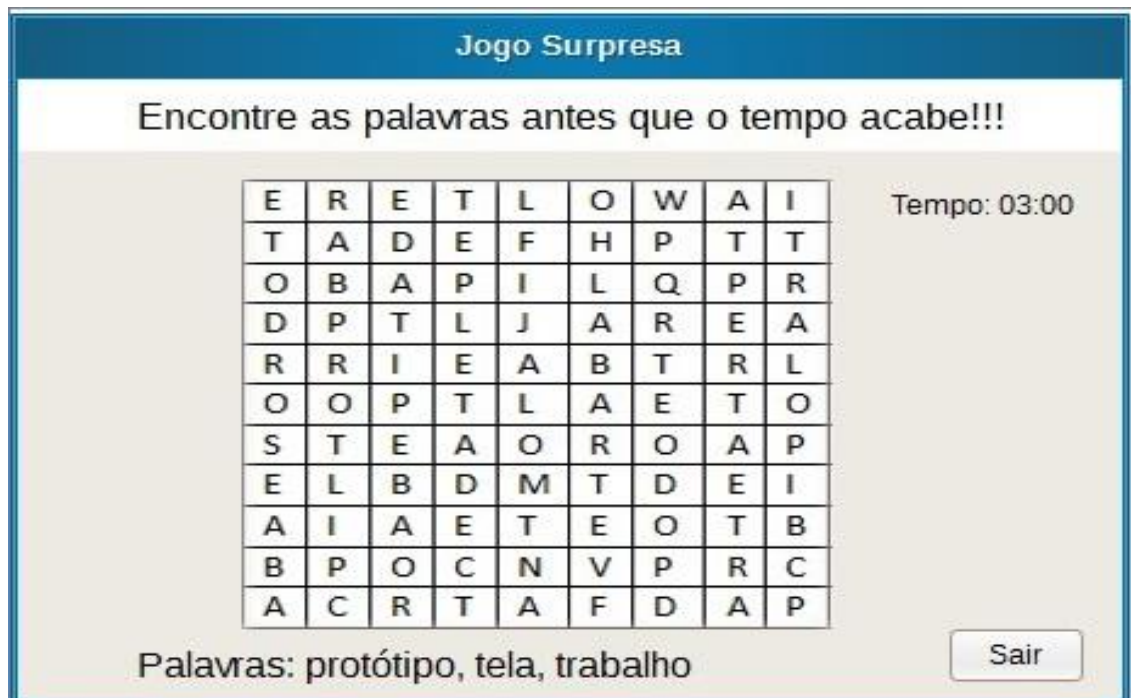 Jogo Surpresa
Encontre as palavras antes que o tempo acabe!!!
Tempo: 03:00
E R E T L O W A I
T A D E F H P T T
O B A P I L Q P R
D P T L J A R E A
R R I E A B T R L
O O P T L A E T O
S T E A O R O A P
E L B D M T D E I
A I A E T E O T B
B P O C N V P R C
A C R T A F D A P
Palavras: protótipo, tela, trabalho
Sair